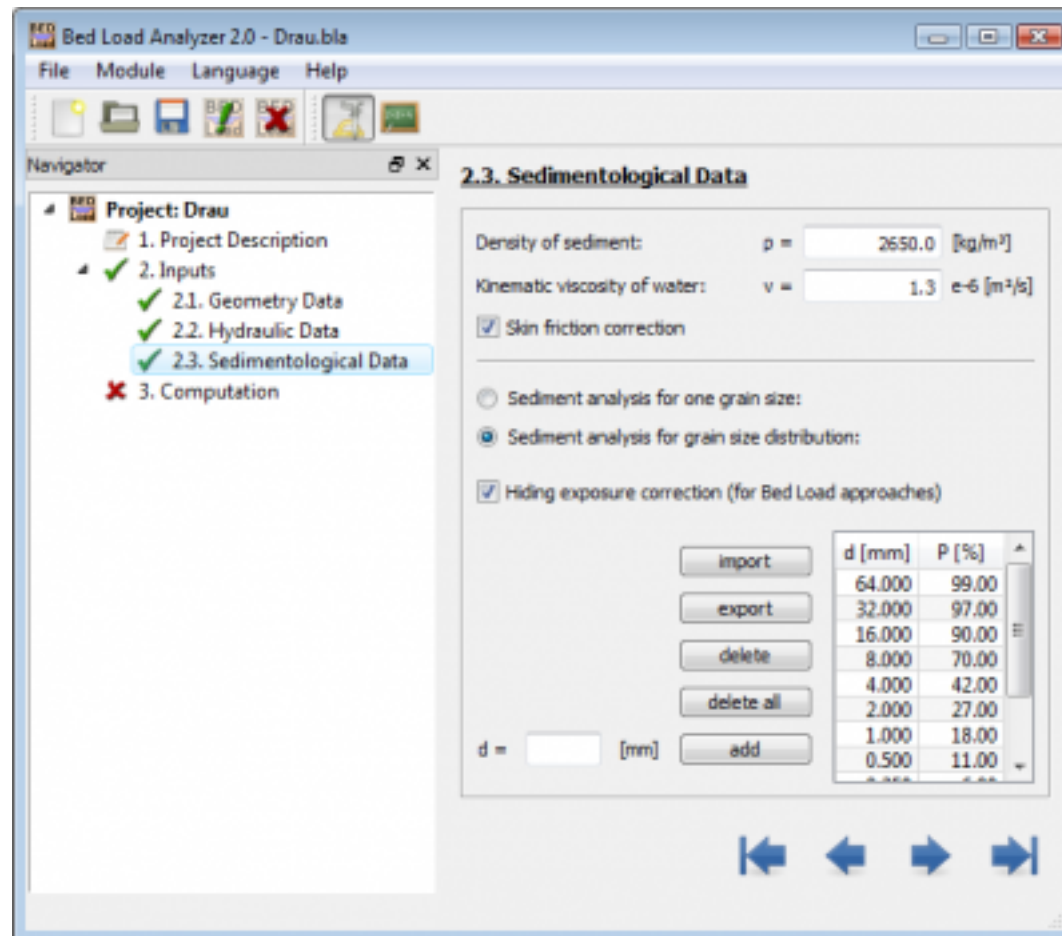 Bed Load Analyzer 2.0 - Drau.bla
File Module Language Help
Navigator
Project: Drau
1. Project Description
2. Inputs
2.1. Geometry Data
2.2. Hydraulic Data
2.3. Sedimentological Data
3. Computation
2.3. Sedimentological Data
Density of sediment: ρ = 2650.0 [kg/m³]
Kinematic viscosity of water: ν = 1.3 e-6 [m²/s]
Skin friction correction
Sediment analysis for one grain size:
Sediment analysis for grain size distribution:
Hiding exposure correction (for Bed Load approaches)
import
export
delete
delete all
d = [mm] add
d [mm] P [%]
64.000 99.00
32.000 97.00
16.000 90.00
8.000 70.00
4.000 42.00
2.000 27.00
1.000 18.00
0.500 11.00